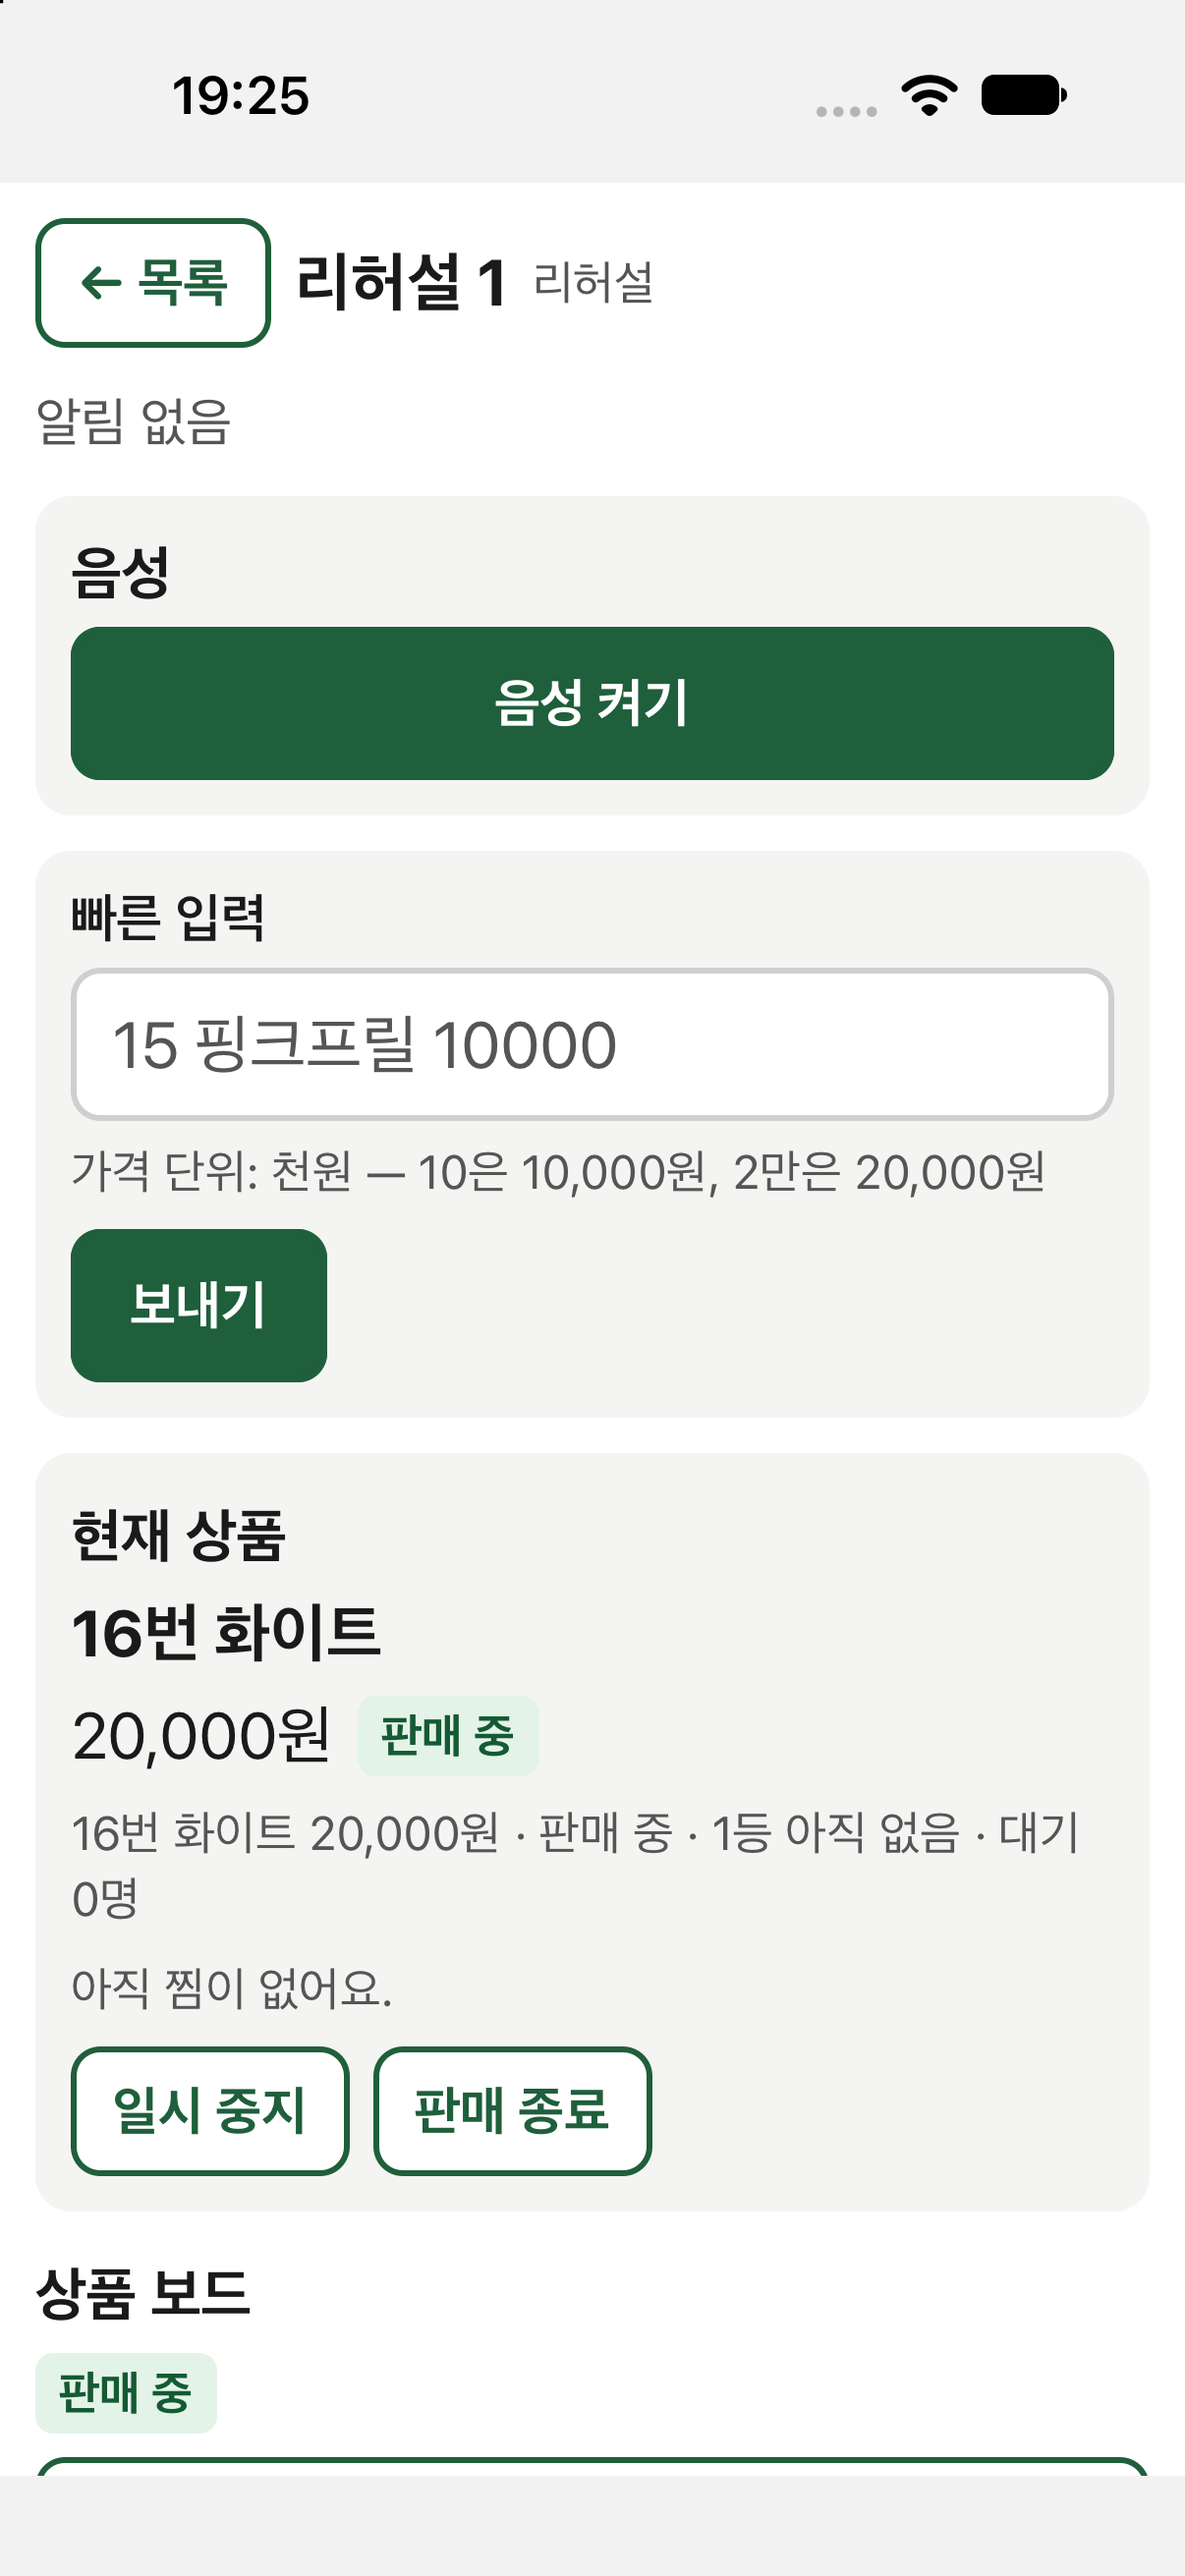 19:25
← 목록 리허설 1 리허설
알림 없음
음성
음성 켜기
빠른 입력
15 핑크프릴 10000
가격 단위: 천원 — 10은 10,000원, 2만은 20,000원
보내기
현재 상품
16번 화이트
20,000원 판매 중
16번 화이트 20,000원 · 판매 중 · 1등 아직 없음 · 대기
0명
아직 찜이 없어요.
일시 중지 판매 종료
상품 보드
판매 중